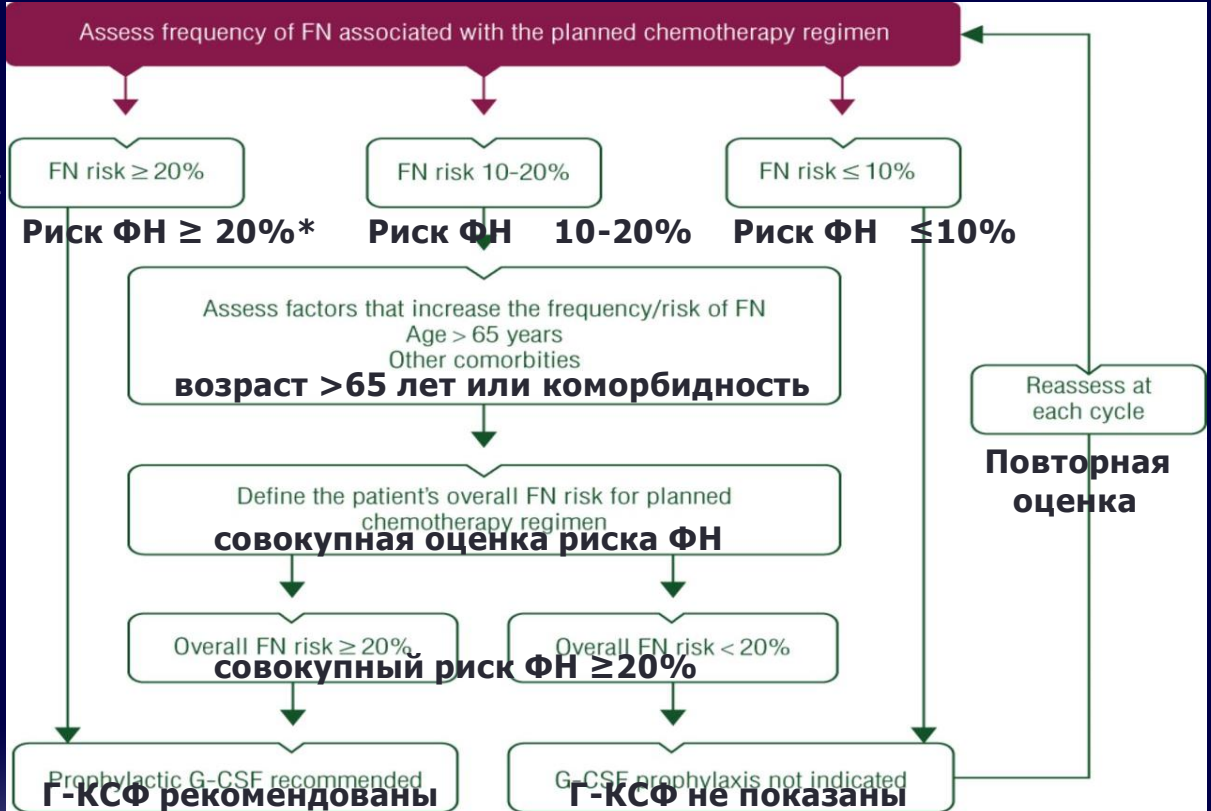 Assess frequency of FN associated with the planned chemotherapy regimen
FN risk ≥ 20%
FN risk 10-20%
FN risk ≤ 10%
Риск ФН ≥ 20%*
Риск ФН 10-20%
Риск ФН ≤10%
Assess factors that increase the frequency/risk of FN
Age > 65 years
Other comorbities
возраст >65 лет или коморбидность
Reassess at
each cycle
Повторная
оценка
Define the patient's overall FN risk for planned
chemotherapy regimen
совокупная оценка риска ФН
Overall FN risk ≥ 20%
Overall FN risk < 20%
совокупный риск ФН ≥20%
Prophylactic G-CSF recommended
G-CSF prophylaxis not indicated
Г-КСФ рекомендованы
Г-КСФ не показаны